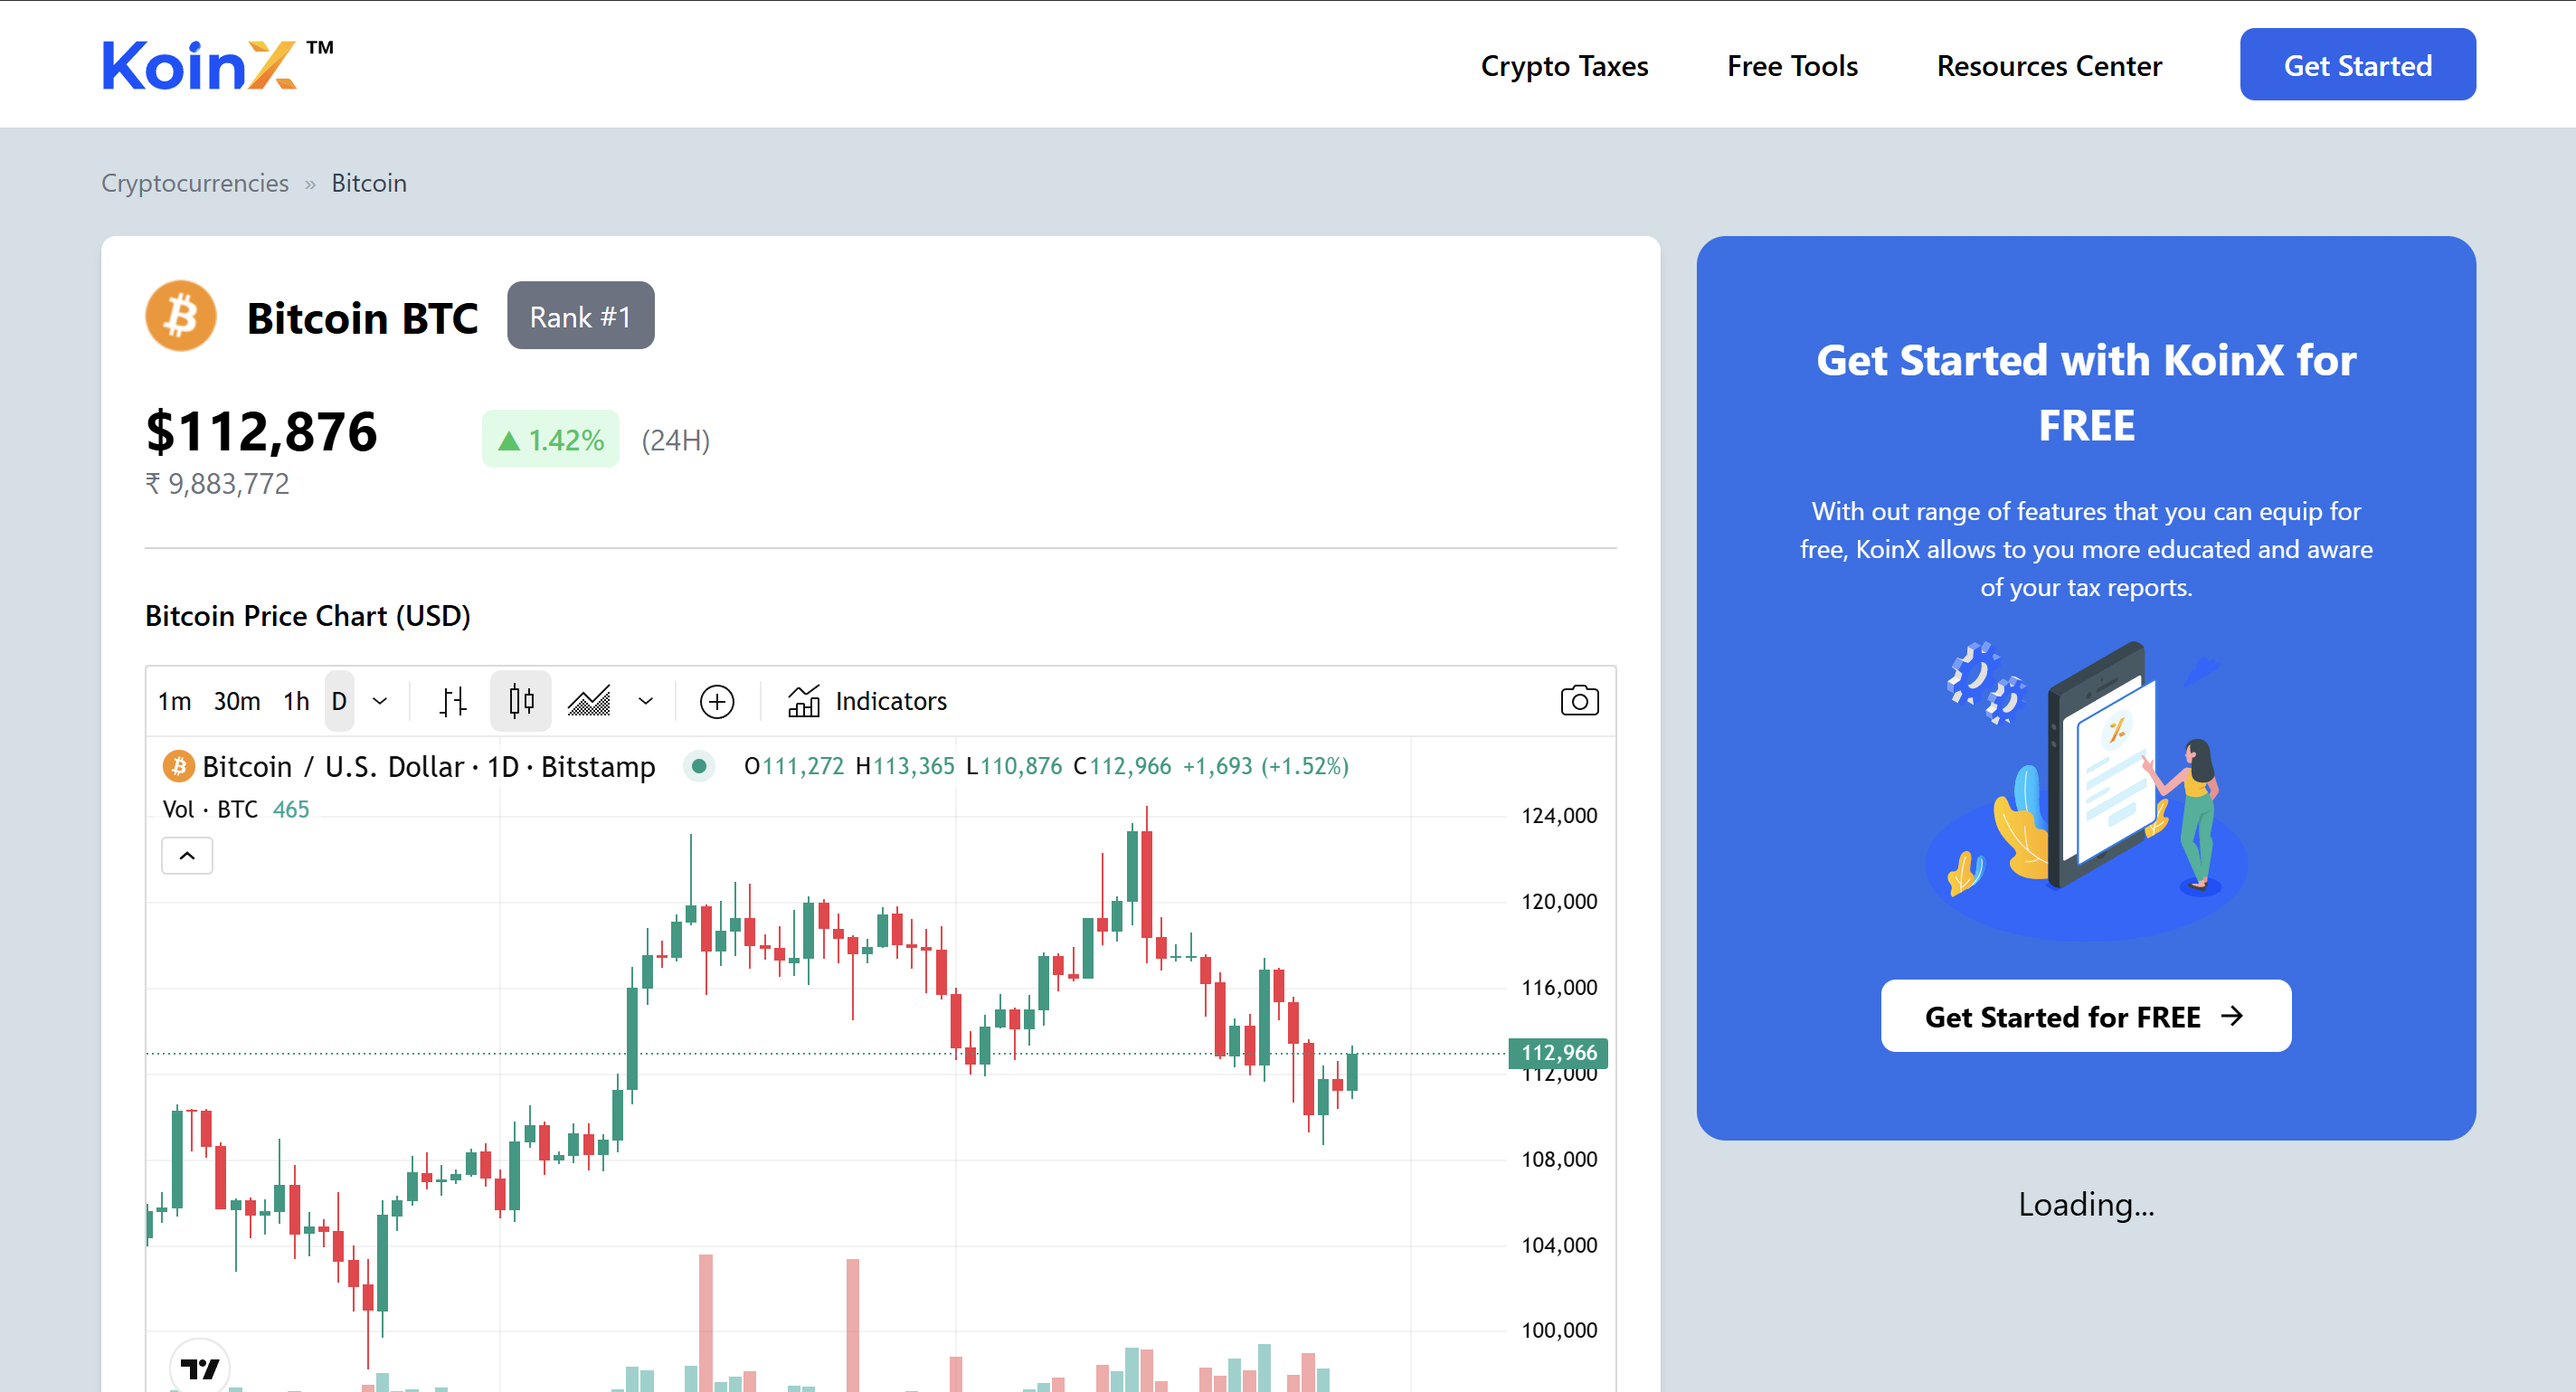 KoinX™
Crypto Taxes
Free Tools
Resources Center
Get Started
Cryptocurrencies » Bitcoin
Bitcoin BTC
Rank #1
$112,876
▲ 1.42%
(24H)
₹ 9,883,772
Bitcoin Price Chart (USD)
1m 30m 1h D
Indicators
Bitcoin / U.S. Dollar · 1D · Bitstamp
O111,272 H113,365 L110,876 C112,966 +1,693 (+1.52%)
Vol · BTC 465
124,000
120,000
116,000
112,966
112,000
108,000
104,000
100,000
Get Started with KoinX for
FREE
With out range of features that you can equip for
free, KoinX allows to you more educated and aware
of your tax reports.
Get Started for FREE →
Loading...